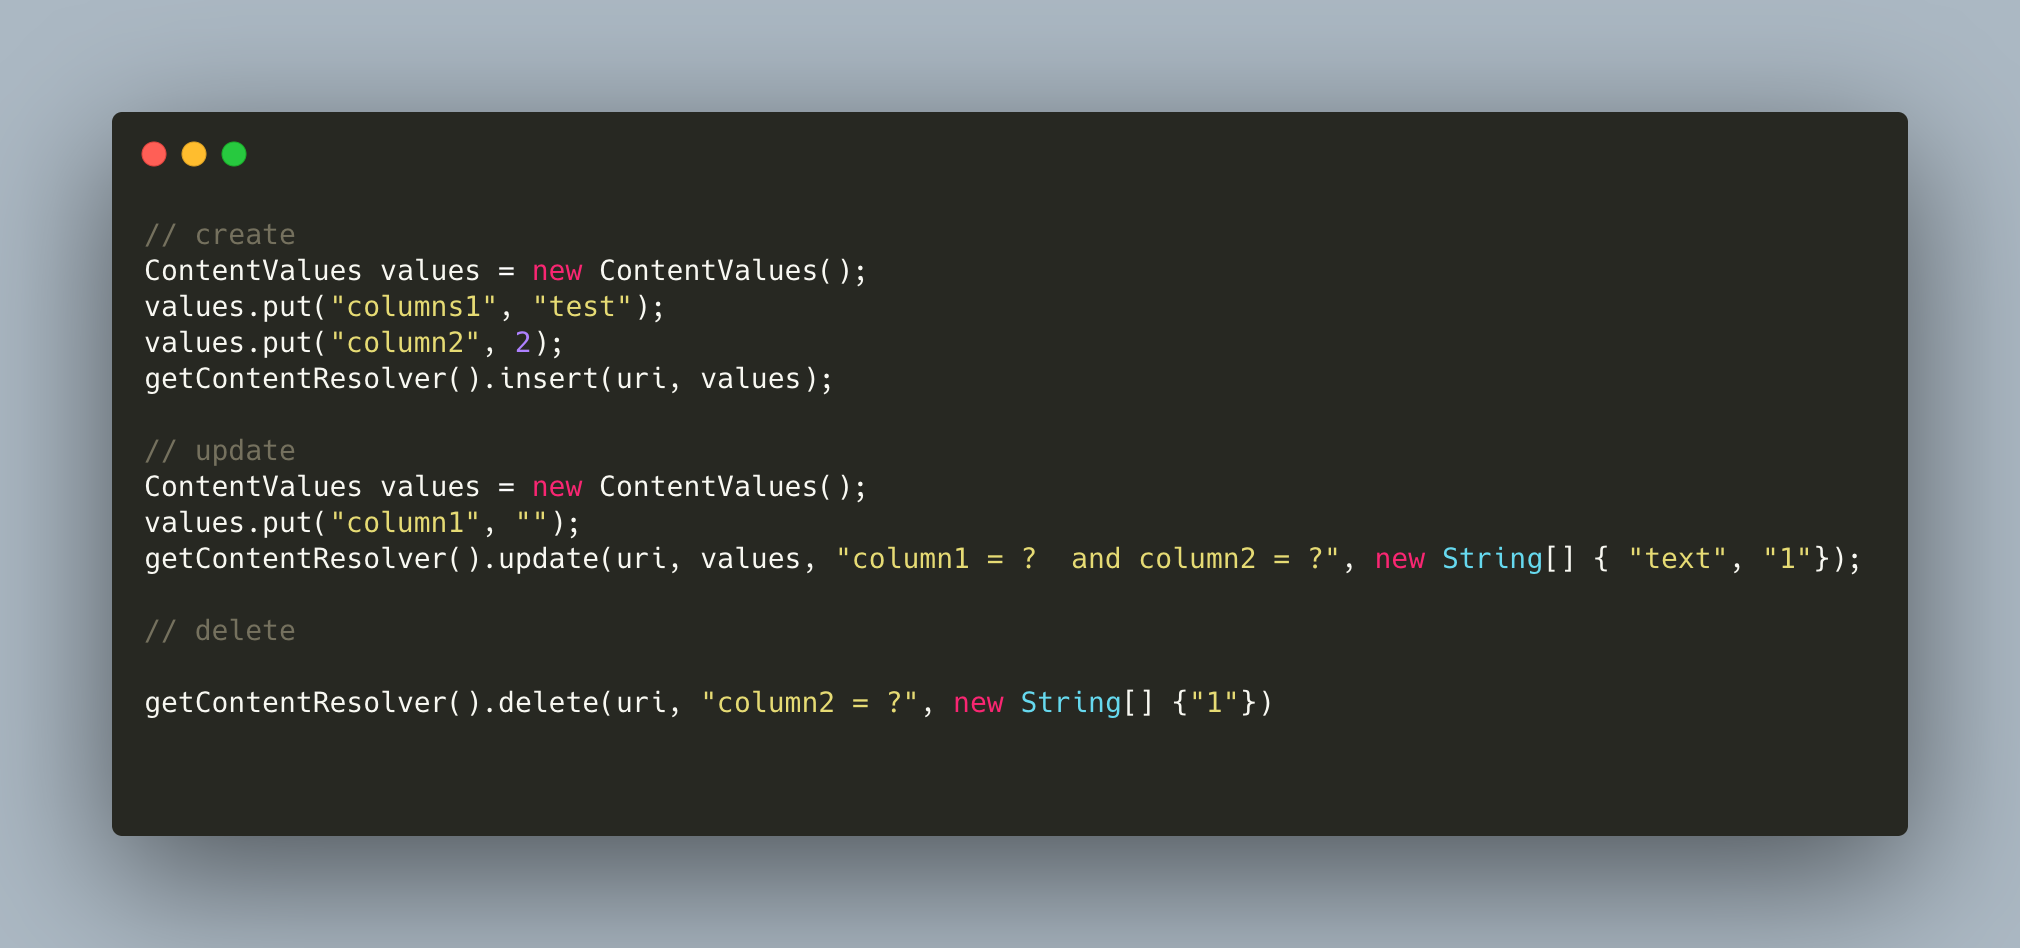 // create
ContentValues values = new ContentValues();
values.put("columns1", "test");
values.put("column2", 2);
getContentResolver().insert(uri, values);
// update
ContentValues values = new ContentValues();
values.put("column1", "");
getContentResolver().update(uri, values, "column1 = ?  and column2 = ?", new String[] { "text", "1"});
// delete
getContentResolver().delete(uri, "column2 = ?", new String[] {"1"})